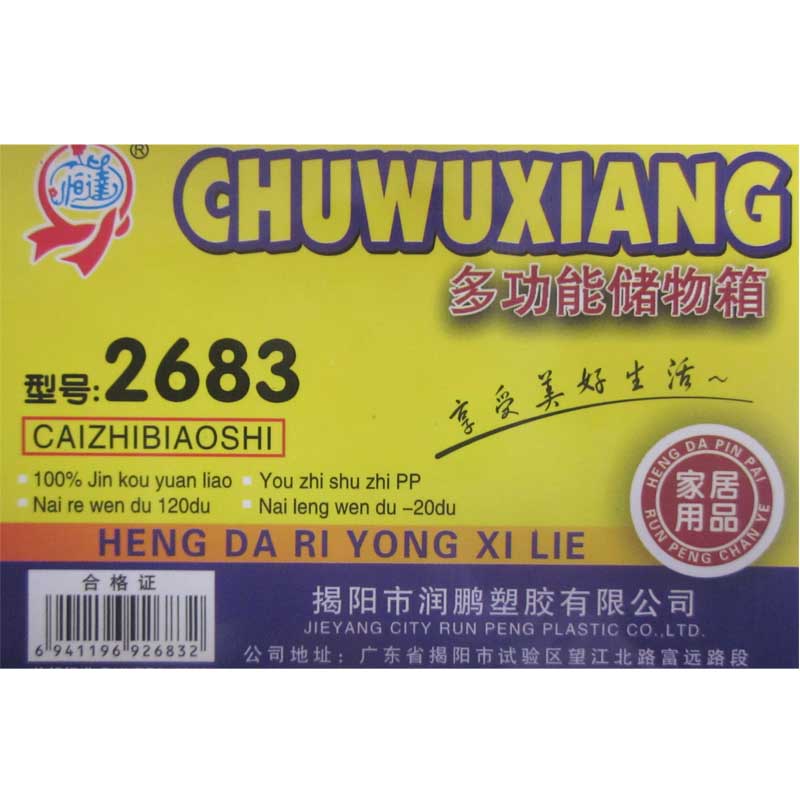 恒達
®
CHUWUXIANG
多功能储物箱
型号:2683
享受美好生活~
CAIZHIBIAOSHI
100% Jin kou yuan liao
You zhi shu zhi PP
Nai re wen du 120du
Nai leng wen du -20du
HENG DA PIN PAI
家居
用品
RUN PENG CHAN YE
HENG DA RI YONG XI LIE
合格证
6 941196 926832
揭阳市润鹏塑胶有限公司
JIEYANG CITY RUN PENG PLASTIC CO.,LTD.
公司地址: 广东省揭阳市试验区望江北路富远路段